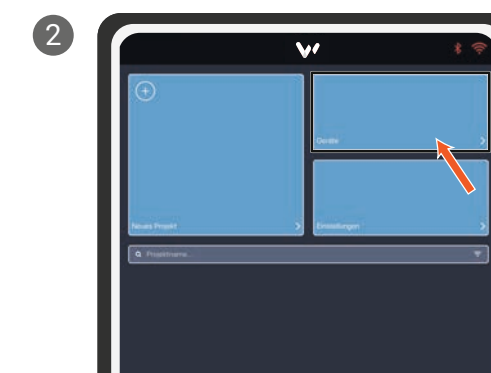 2
Geräte
Neues Projekt
Einstellungen
Projektname...